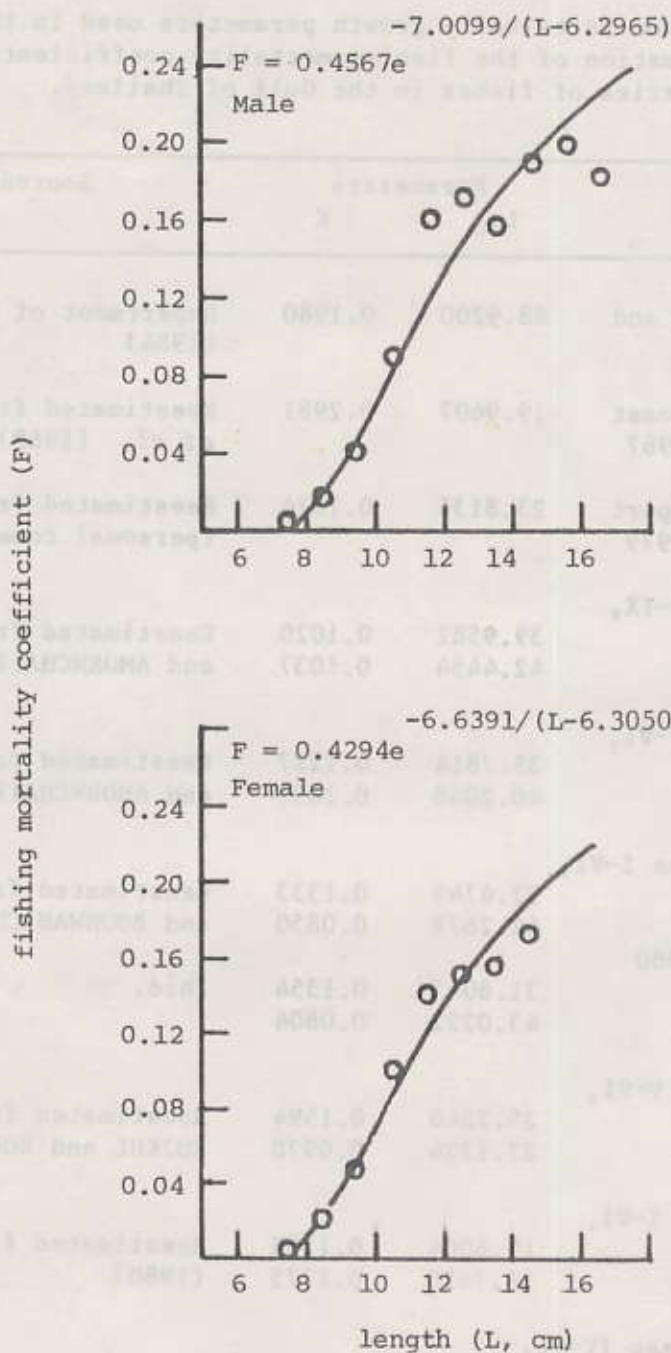 -7.0099/(L-6.2965)
F = 0.4567e
Male
0.24
0.20
0.16
0.12
0.08
0.04
6 8 10 12 14 16
fishing mortality coefficient (F)
-6.6391/(L-6.3050
F = 0.4294e
Female
0.24
0.20
0.16
0.12
0.08
0.04
6 8 10 12 14 16
length (L, cm)